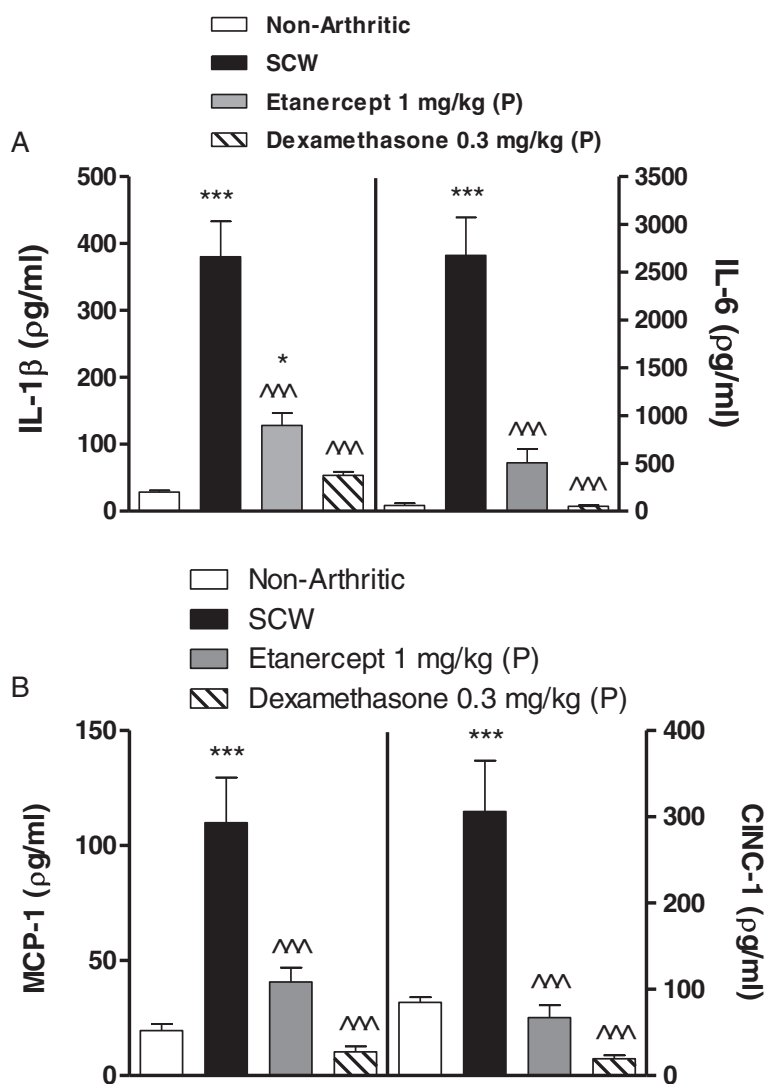 Non-Arthritic
SCW
Etanercept 1 mg/kg (P)
Dexamethasone 0.3 mg/kg (P)
A
500
400
300
200
100
0
IL-1β (ρg/ml)
***
*
^^^
^^^
***
^^^
^^^
3500
3000
2500
2000
1500
1000
500
0
IL-6 (ρg/ml)
Non-Arthritic
SCW
Etanercept 1 mg/kg (P)
Dexamethasone 0.3 mg/kg (P)
B
150
100
50
0
MCP-1 (ρg/ml)
***
^^^
^^^
***
^^^
^^^
400
300
200
100
0
CINC-1 (ρg/ml)